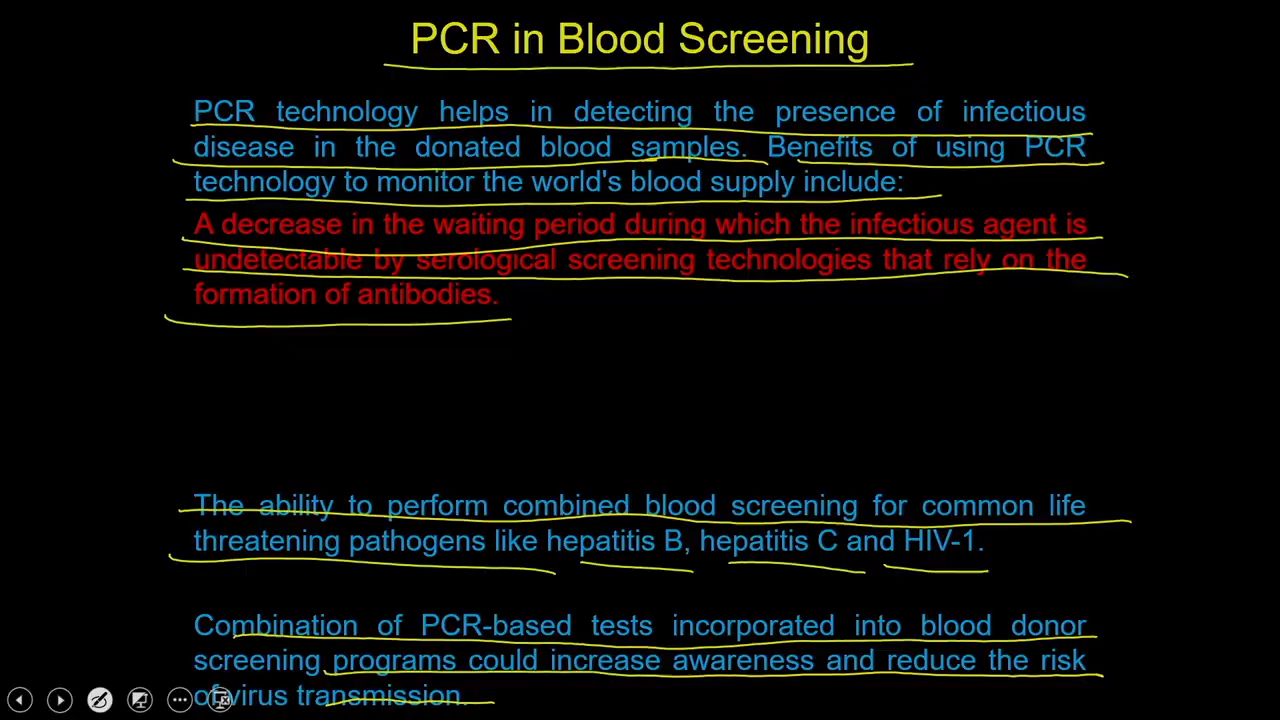 PCR in Blood Screening
PCR technology helps in detecting the presence of infectious
disease in the donated blood samples. Benefits of using PCR
technology to monitor the world's blood supply include:
A decrease in the waiting period during which the infectious agent is
undetectable by serological screening technologies that rely on the
formation of antibodies.
The ability to perform combined blood screening for common life
threatening pathogens like hepatitis B, hepatitis C and HIV-1.
Combination of PCR-based tests incorporated into blood donor
screening programs could increase awareness and reduce the risk
of virus transmission.